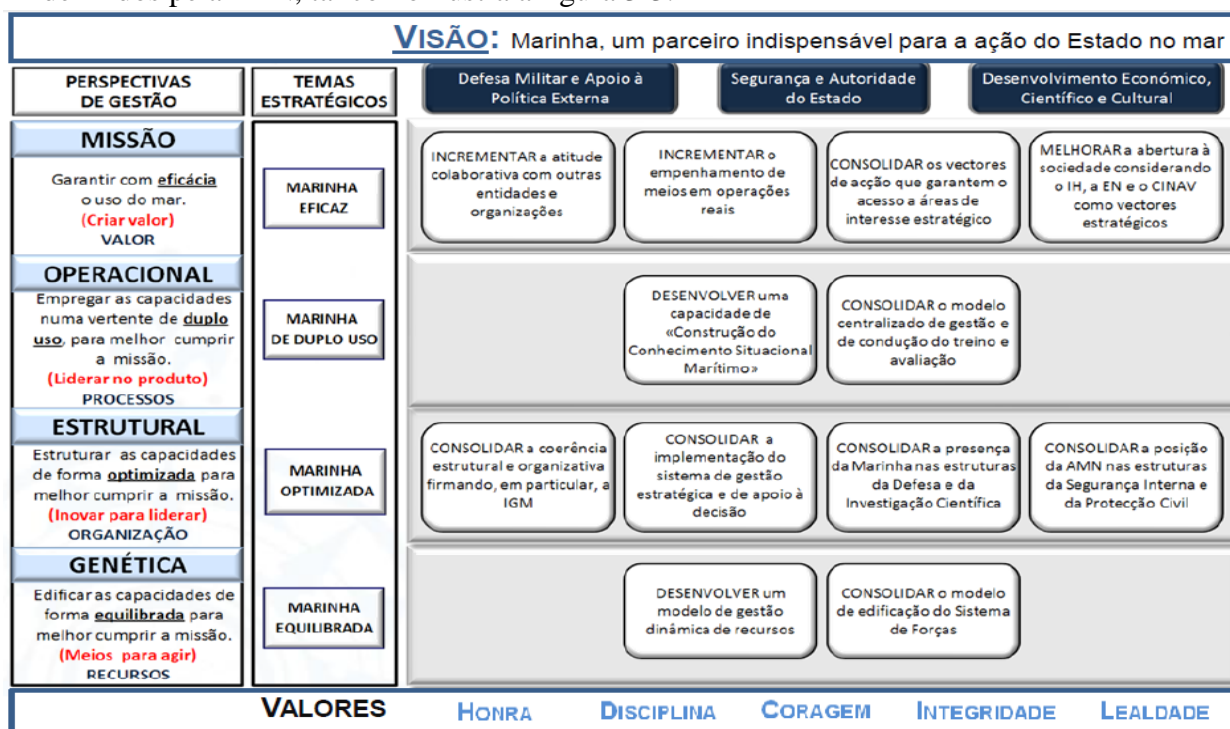 VISÃO: Marinha, um parceiro indispensável para a ação do Estado no mar
PERSPECTIVAS
DE GESTÃO
TEMAS
ESTRATÉGICOS
Defesa Militar e Apoio à
Política Externa
Segurança e Autoridade
do Estado
Desenvolvimento Económico,
Científico e Cultural
MISSÃO
Garantir com eficácia
o uso do mar.
(Criar valor)
VALOR
MARINHA
EFICAZ
INCREMENTAR a atitude
colaborativa com outras
entidades e
organizações
INCREMENTAR o
empenhamento de
meios em operações
reais
CONSOLIDAR os vectores
de acção que garantem o
acesso a áreas de
interesse estratégico
MELHORAR a abertura à
sociedade considerando
o IH, a EN e o CINAV
como vectores
estratégicos
OPERACIONAL
Empregar as capacidades
numa vertente de duplo
uso, para melhor cumprir
a missão.
(Liderar no produto)
PROCESSOS
MARINHA
DE DUPLO USO
DESENVOLVER uma
capacidade de
«Construção do
Conhecimento Situacional
Marítimo»
CONSOLIDAR o modelo
centralizado de gestão e
de condução do treino e
avaliação
ESTRUTURAL
Estruturar as capacidades
de forma optimizada para
melhor cumprir a missão.
(Inovar para liderar)
ORGANIZAÇÃO
MARINHA
OPTIMIZADA
CONSOLIDAR a coerência
estrutural e organizativa
firmando, em particular, a
IGM
CONSOLIDAR a
implementação do
sistema de gestão
estratégica e de apoio à
decisão
CONSOLIDAR a presença
da Marinha nas estruturas
da Defesa e da
Investigação Científica
CONSOLIDAR a posição
da AMN nas estruturas
da Segurança Interna e
da Protecção Civil
GENÉTICA
Edificar as capacidades de
forma equilibrada para
melhor cumprir a missão.
(Meios para agir)
RECURSOS
MARINHA
EQUILIBRADA
DESENVOLVER um
modelo de gestão
dinâmica de recursos
CONSOLIDAR o modelo
de edificação do Sistema
de Forças
VALORES HONRA DISCIPLINA CORAGEM INTEGRIDADE LEALDADE